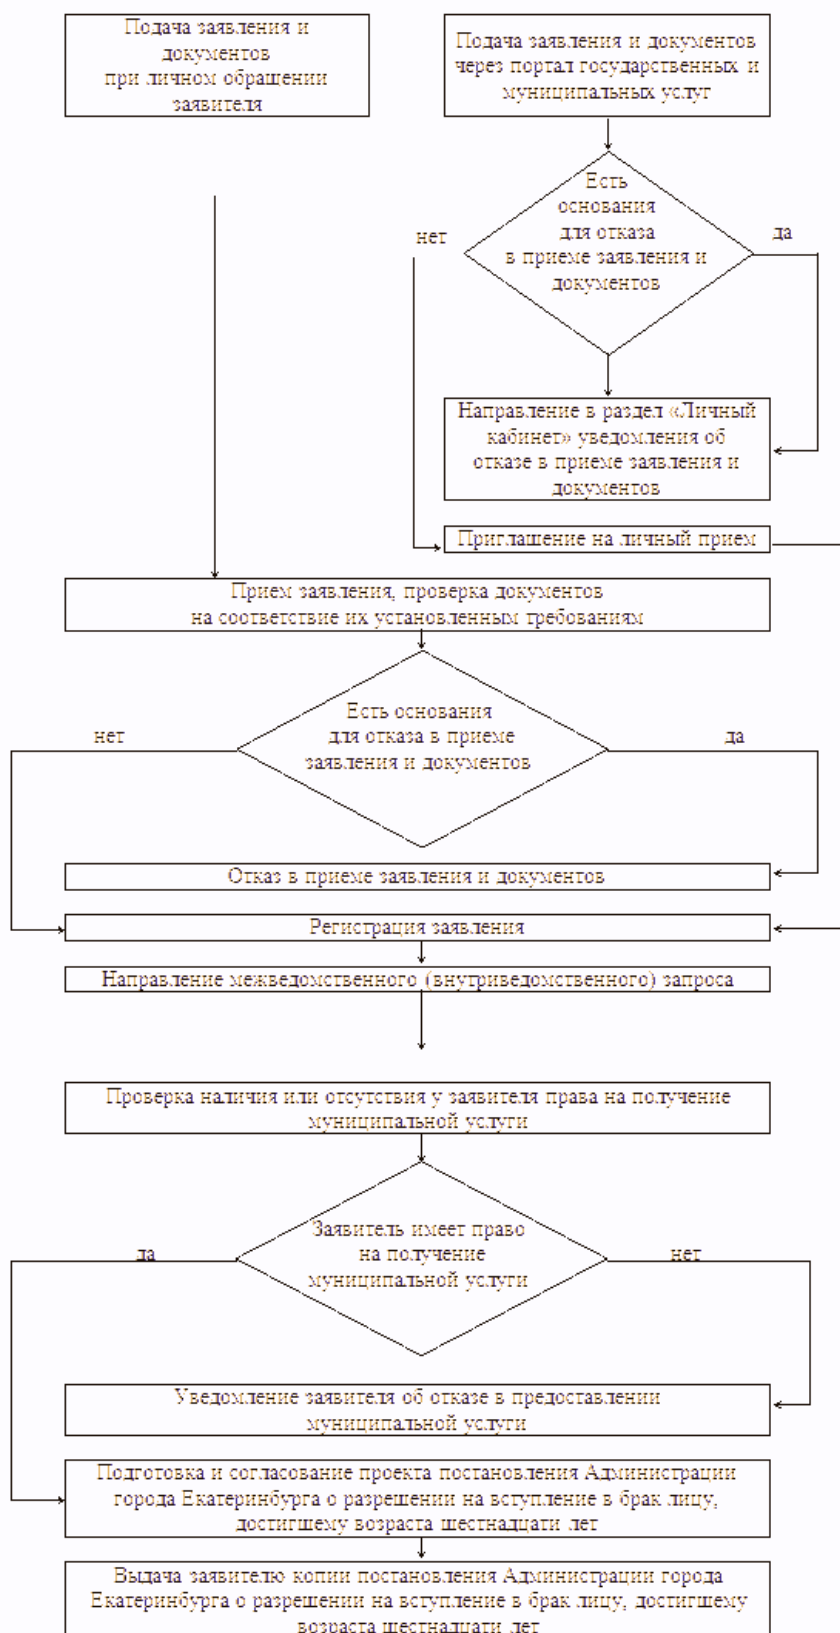 Подача заявления и
документов
при личном обращении
заявителя
Подача заявления и документов
через портал государственных и
муниципальных услуг
Есть
основания
для отказа
в приеме заявления и
документов
нет
да
Направление в раздел «Личный
кабинет» уведомления об
отказе в приеме заявления и
документов
Приглашение на личный прием
Прием заявления, проверка документов
на соответствие их установленным требованиям
Есть основания
для отказа в приеме
заявления и документов
нет
да
Отказ в приеме заявления и документов
Регистрация заявления
Направление межведомственного (внутриведомственного) запроса
Проверка наличия или отсутствия у заявителя права на получение
муниципальной услуги
Заявитель имеет право
на получение
муниципальной услуги
да
нет
Уведомление заявителя об отказе в предоставлении
муниципальной услуги
Подготовка и согласование проекта постановления Администрации
города Екатеринбурга о разрешении на вступление в брак лицу,
достигшему возраста шестнадцати лет
Выдача заявителю копии постановления Администрации города
Екатеринбурга о разрешении на вступление в брак лицу, достигшему
возраста шестнадцати лет